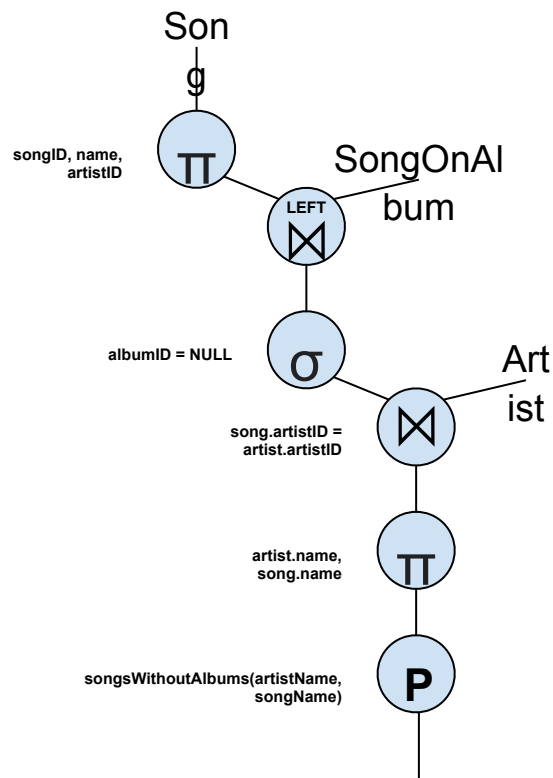 Son
g
π
songID, name,
artistID
SongOnAl
bum
LEFT
⋈
albumID = NULL
σ
Art
ist
⋈
song.artistID =
artist.artistID
artist.name,
song.name
π
songsWithoutAlbums(artistName,
songName)
P